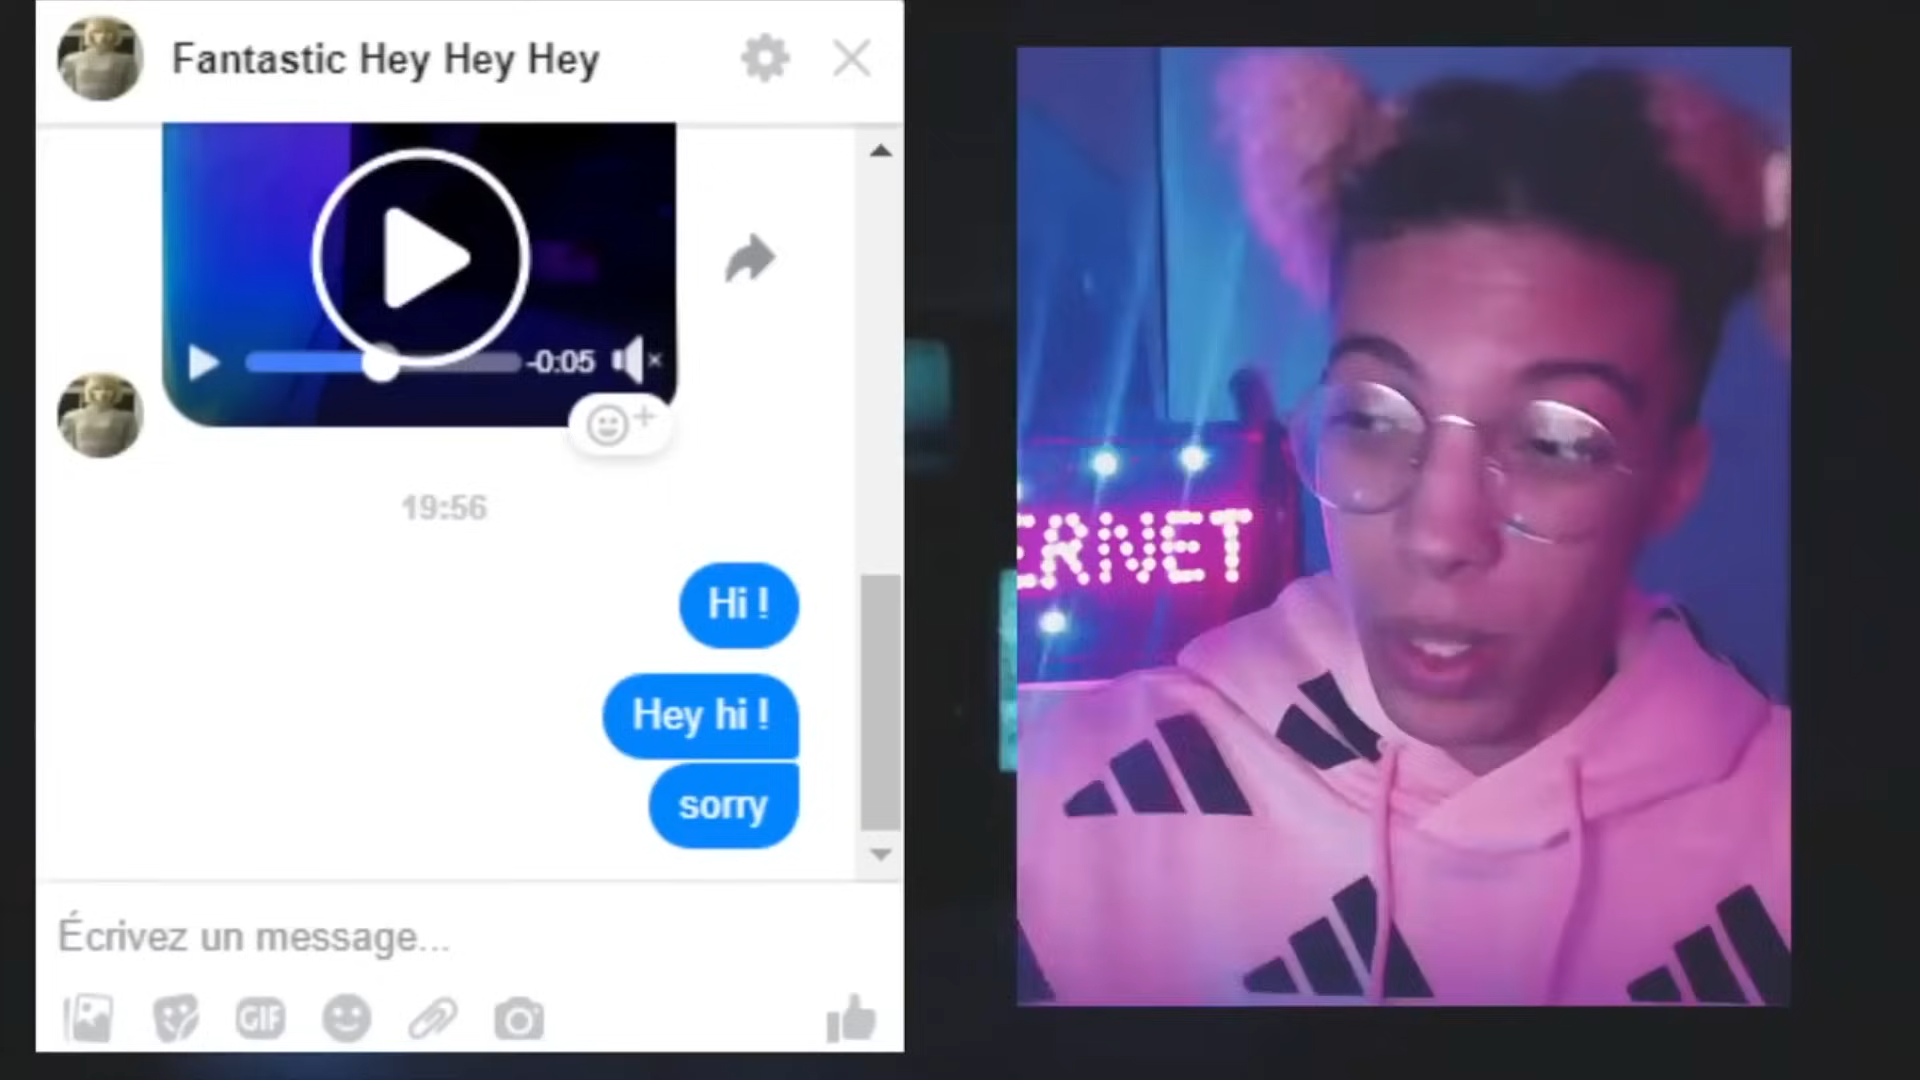 Fantastic Hey Hey Hey
-0:05
19:56
Hi !
Hey hi !
sorry
Écrivez un message...
GIF
ERNET